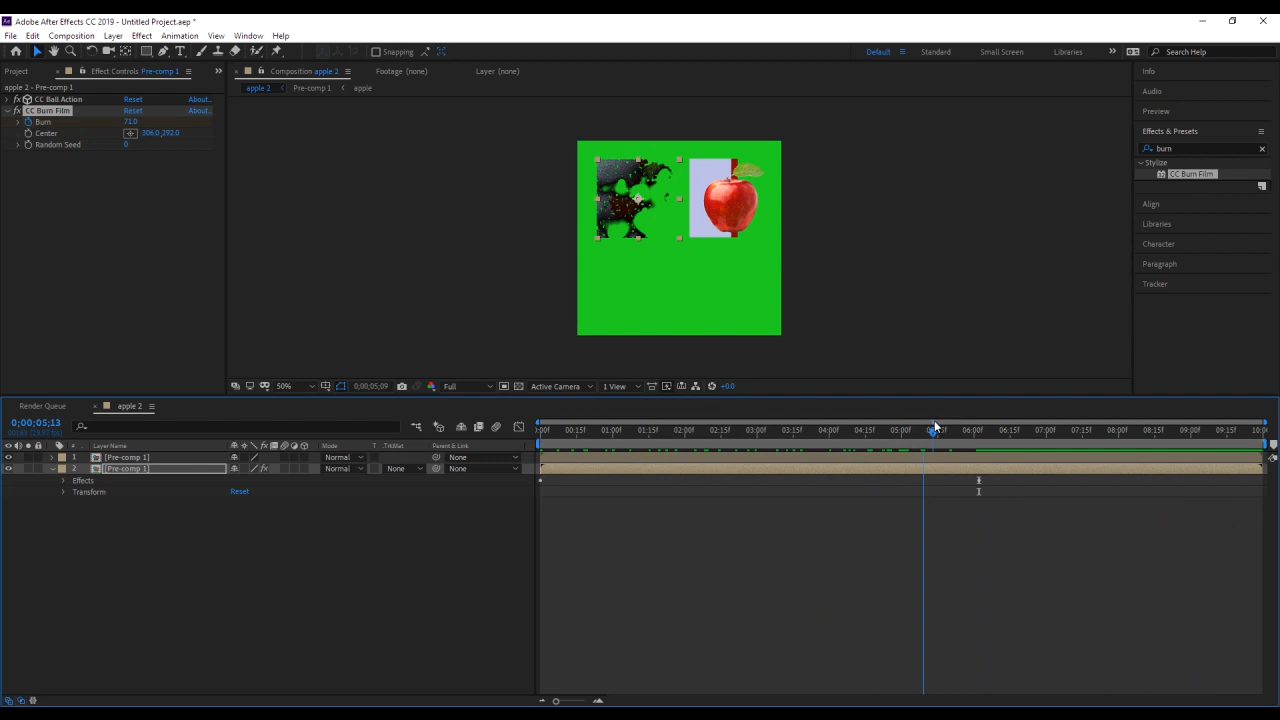 Adobe After Effects CC 2019 - Untitled Project.aep *
File Edit Composition Layer Effect Animation View Window Help
Snapping Default Standard Small Screen Libraries Search Help
Project Effect Controls Pre-comp 1 Composition apple 2 Footage (none) Layer (none) Info
apple 2 • Pre-comp 1 apple 2 Pre-comp 1 apple
fx CC Ball Action Reset About... Audio
fx CC Burn Film Reset About... Preview
Burn 71.0
Center 306.0,292.0 Effects & Presets
Random Seed 0 burn
Stylize
CC Burn Film
Align
Libraries
Character
Paragraph
Tracker
50% 0;00;05;09 Full Active Camera 1 View +0.0
Render Queue apple 2
0;00;05;13
00:15f 01:00f 01:15f 02:00f 02:15f 03:00f 03:15f 04:00f 04:15f 05:00f 06:00f 06:15f 07:00f 07:15f 08:00f 08:15f 09:00f 09:15f
# Layer Name Mode T TrkMat Parent & Link
1 [Pre-comp 1] Normal None
2 [Pre-comp 1] Normal None None
Effects
Transform Reset